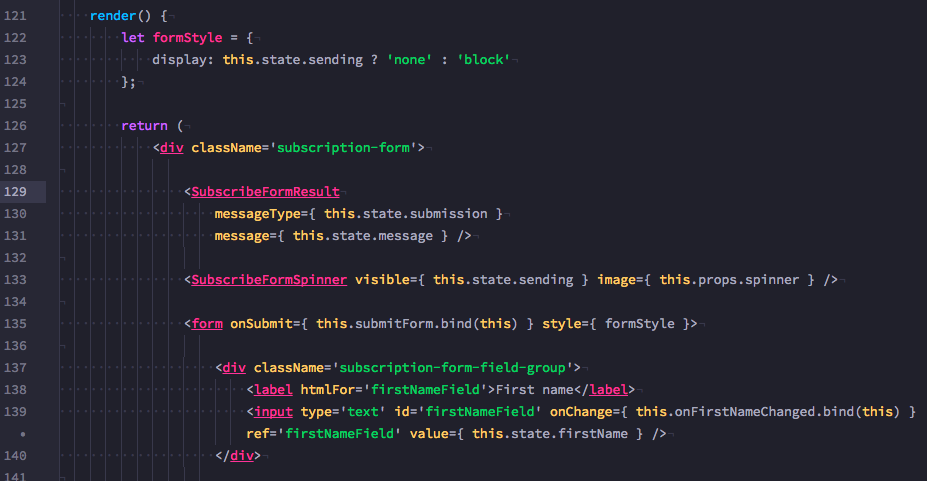 121 render() {
122 let formStyle = {
123 display: this.state.sending ? 'none' : 'block'
124 };
125
126 return (
127 <div className='subscription-form'>
128
129 <SubscribeFormResult
130 messageType={ this.state.submission }
131 message={ this.state.message } />
132
133 <SubscribeFormSpinner visible={ this.state.sending } image={ this.props.spinner } />
134
135 <form onSubmit={ this.submitForm.bind(this) } style={ formStyle }>
136
137 <div className='subscription-form-field-group'>
138 <label htmlFor='firstNameField'>First name</label>
139 <input type='text' id='firstNameField' onChange={ this.onFirstNameChanged.bind(this) }
• ref='firstNameField' value={ this.state.firstName } />
140 </div>
141